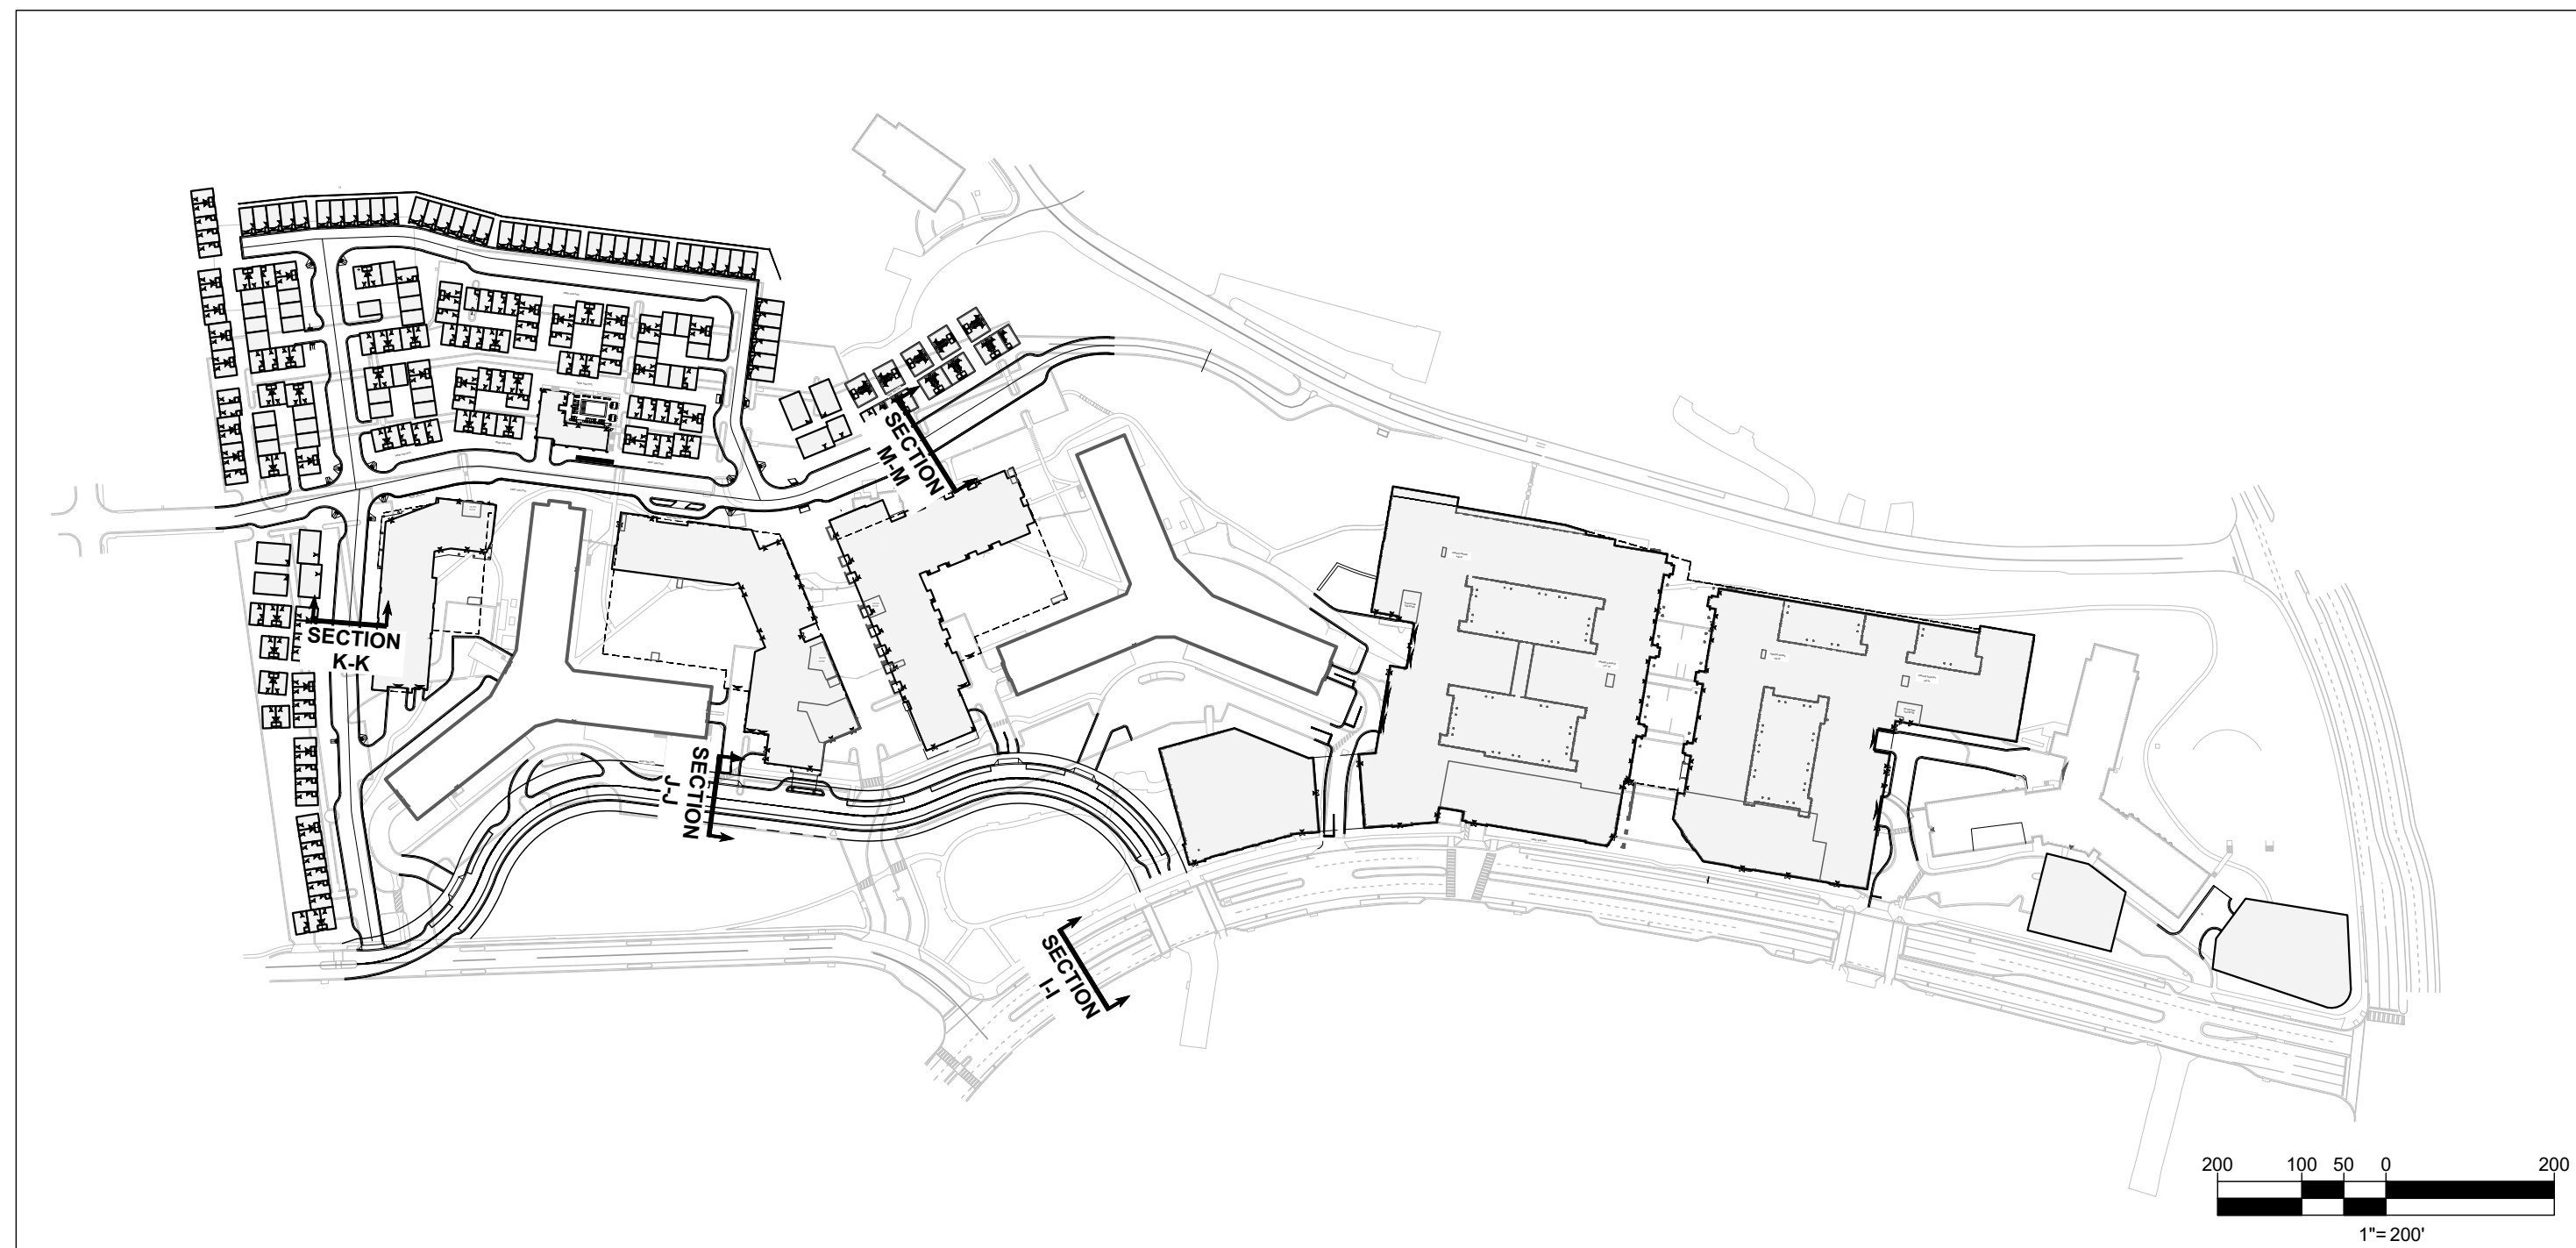 SECTION
M-M
SECTION
K-K
SECTION
J-J
SECTION
I-I
200 100 50 0 200
1"= 200'